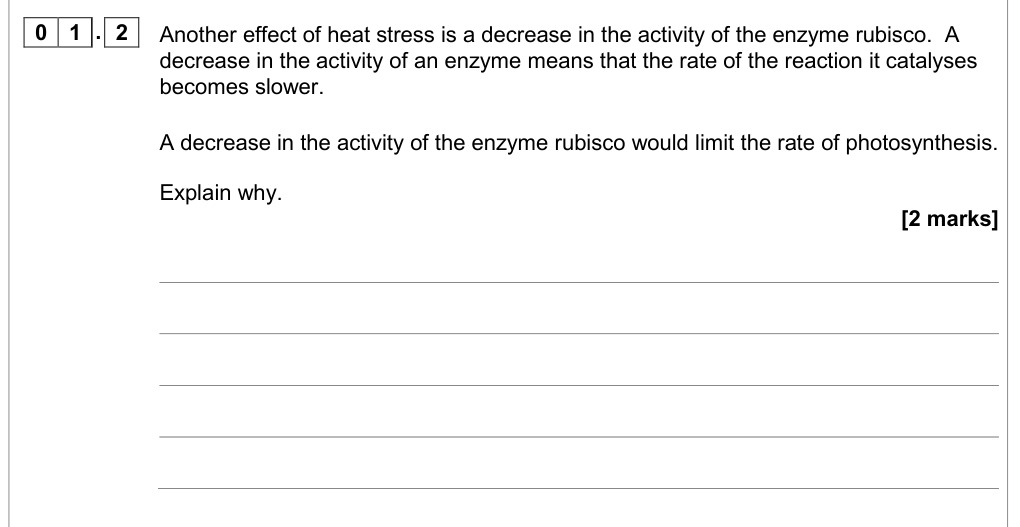 0 1 . 2 Another effect of heat stress is a decrease in the activity of the enzyme rubisco. A
decrease in the activity of an enzyme means that the rate of the reaction it catalyses
becomes slower.
A decrease in the activity of the enzyme rubisco would limit the rate of photosynthesis.
Explain why.
[2 marks]